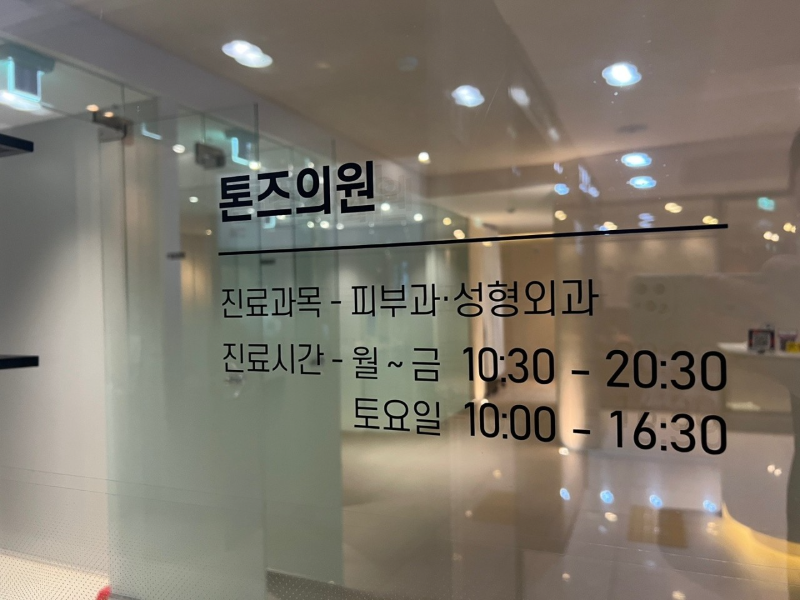 톤즈의원
진료과목 - 피부과·성형외과
진료시간 - 월 ~ 금 10:30 - 20:30
토요일 10:00 - 16:30